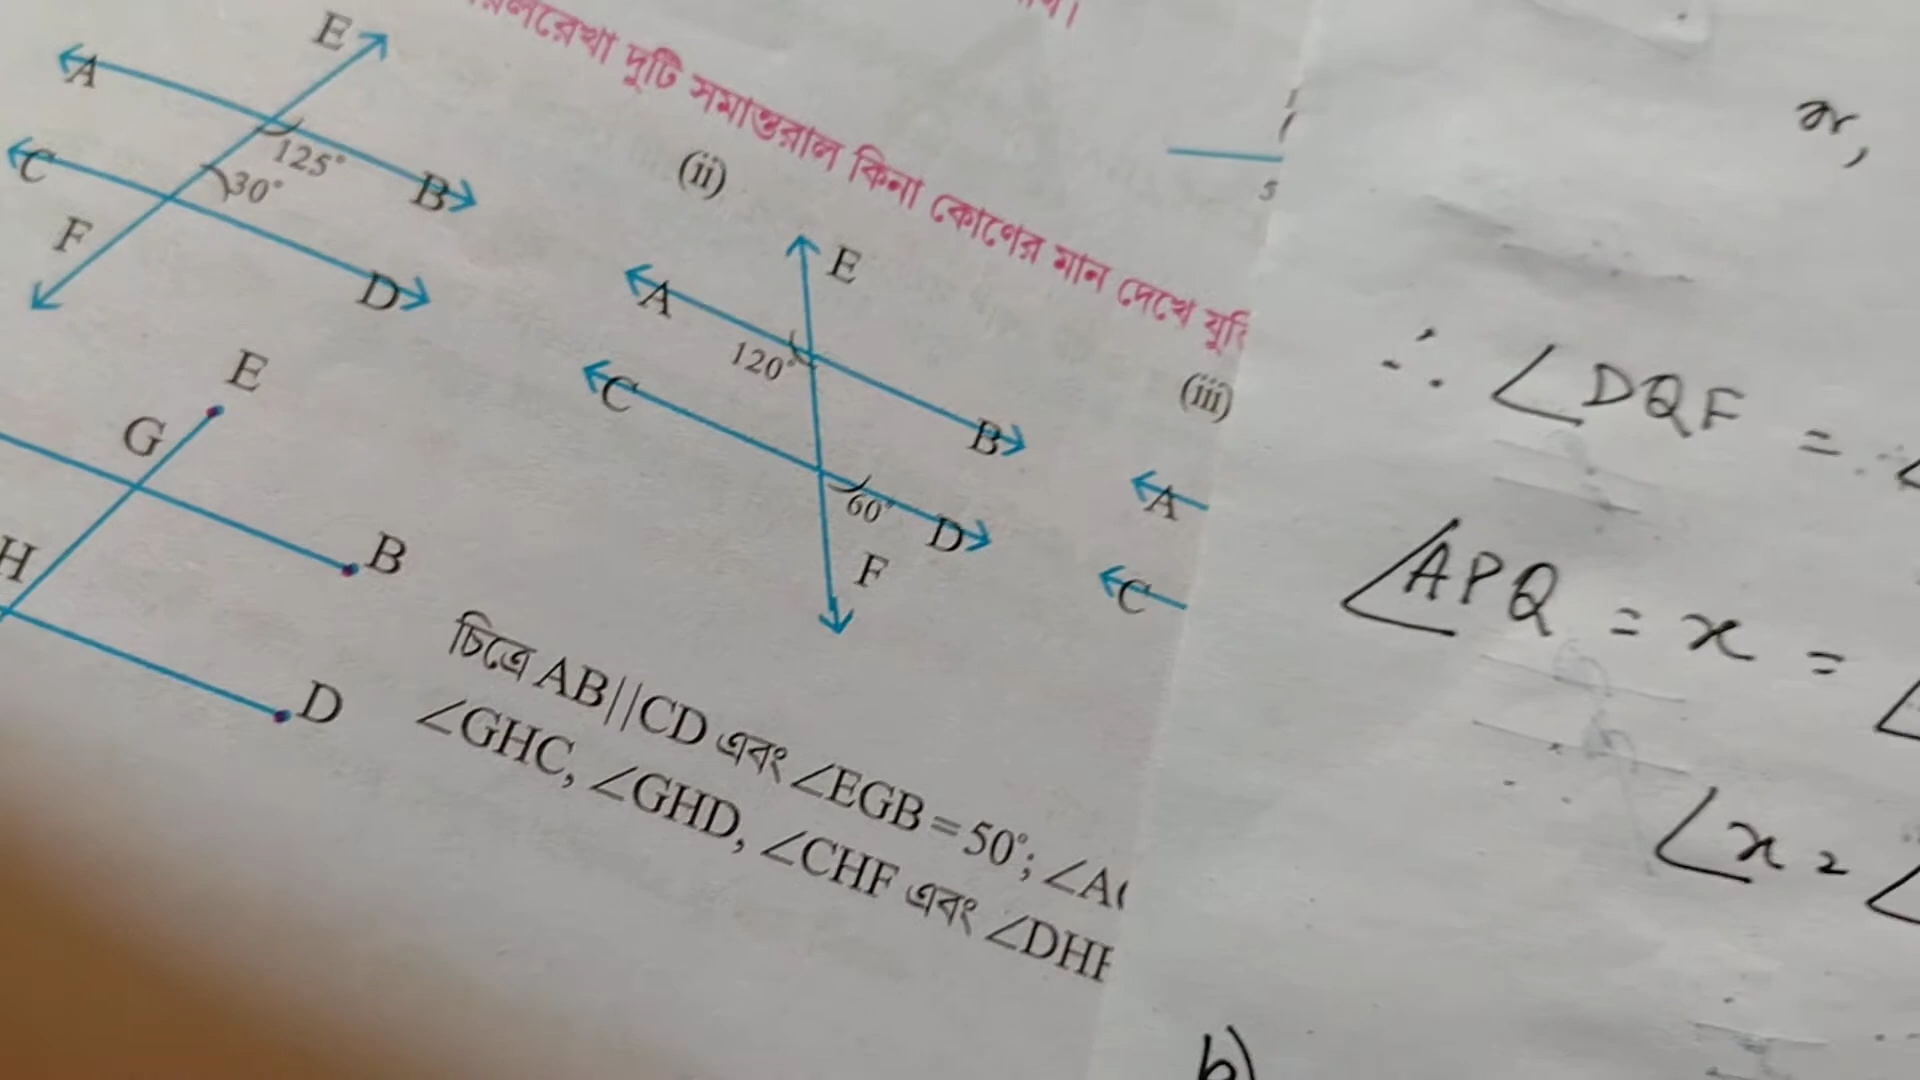 দুটি সমান্তরাল কিনা কোণের মান দেখে
E
A
125°
B
C
30°
F
D
(ii)
E
A
120°
B
C
60°
D
F
(iii)
A
C
E
G
B
H
D
চিত্রে AB||CD এবং ∠EGB = 50°; ∠A
∠GHC, ∠GHD, ∠CHF এবং ∠DH
∴ ∠DQF = ∠
∠APQ = x = ∠
∠x = ∠
b)